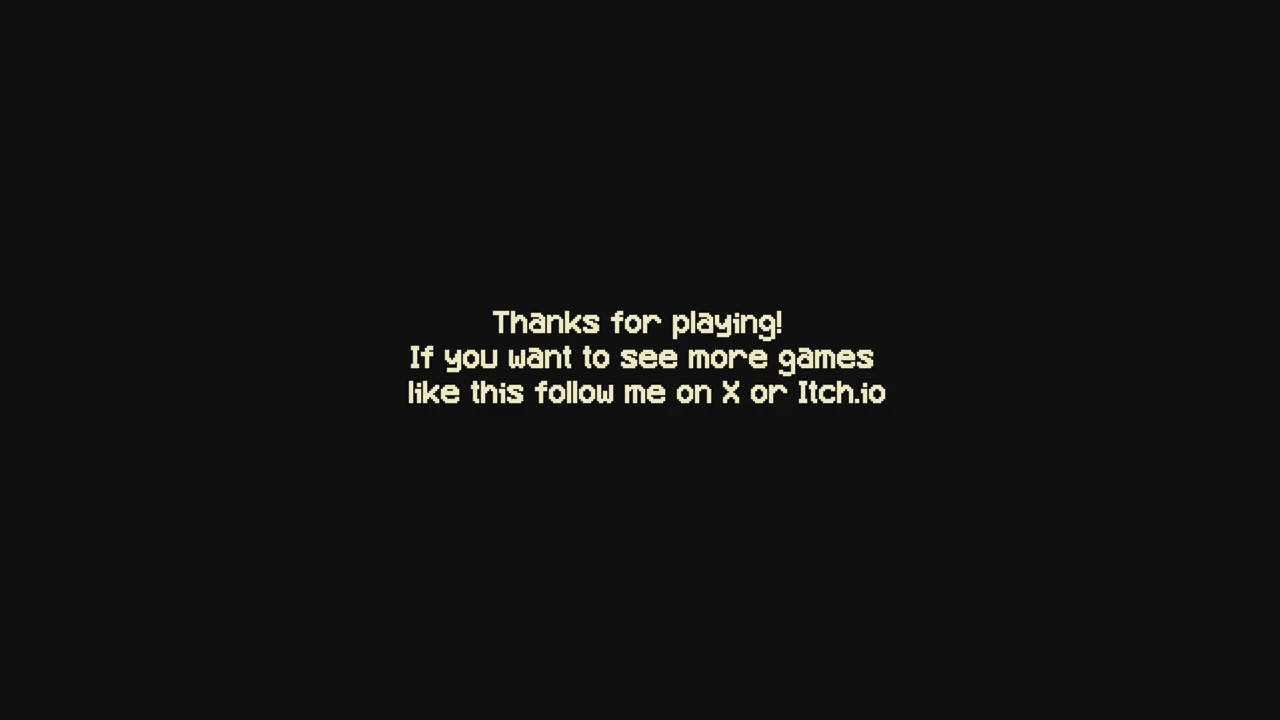 Thanks for playing!
If you want to see more games
like this follow me on X or Itch.io